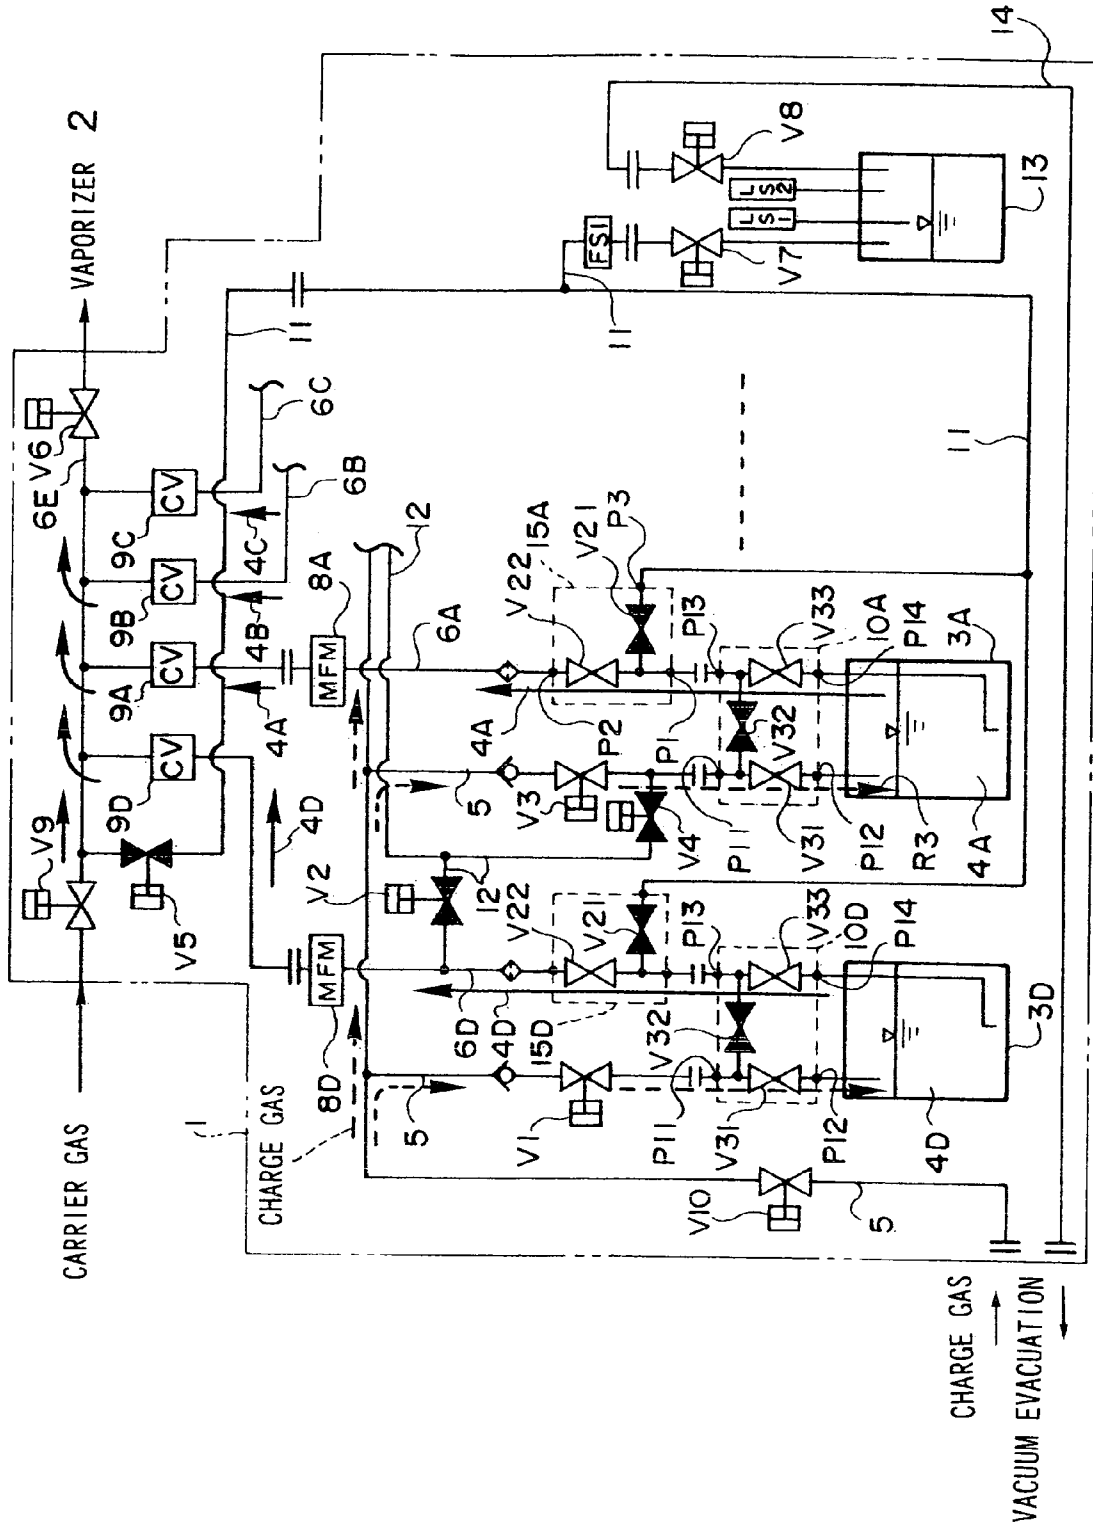 CARRIER GAS
1
CHARGE GAS
V9
V5
9D
CV
9A
CV
9B
CV
9C
CV
6E
V6
VAPORIZER 2
4D
4A
4B
4C
6B
6C
11
8D
MFM
8A
MFM
V2
12
12
6A
5
V1
6D
4D
15D
V22
V21
5
V3
V4
4A
P2
V22
15A
V21
P3
P1
P11
V31
V32
P13
V33
10D
P14
P12
4D
3D
P11
V31
V32
P13
V33
10A
P14
P12
R3
4A
3A
11
11
FS1
V7
LS1
LS2
V8
13
14
V10
5
CHARGE GAS
VACUUM EVACUATION